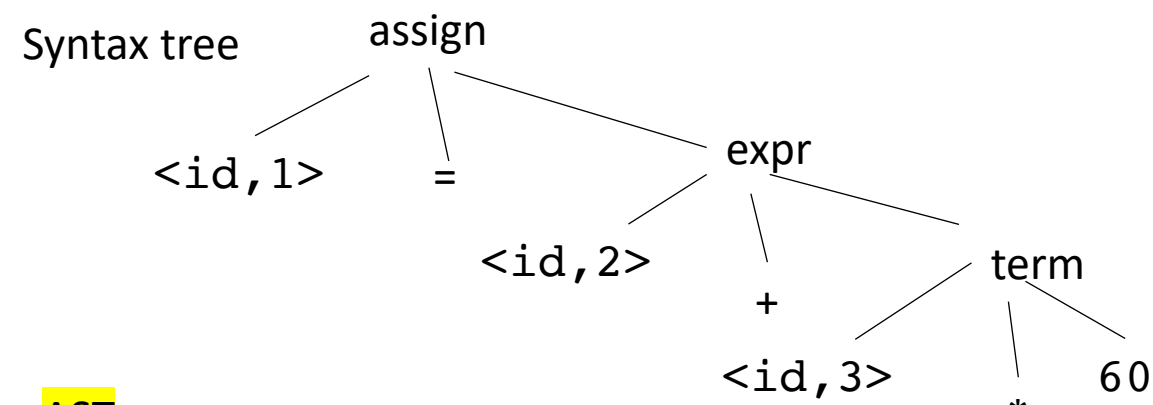 Syntax tree
assign
<id,1>
=
expr
<id,2>
+
term
<id,3>
*
60